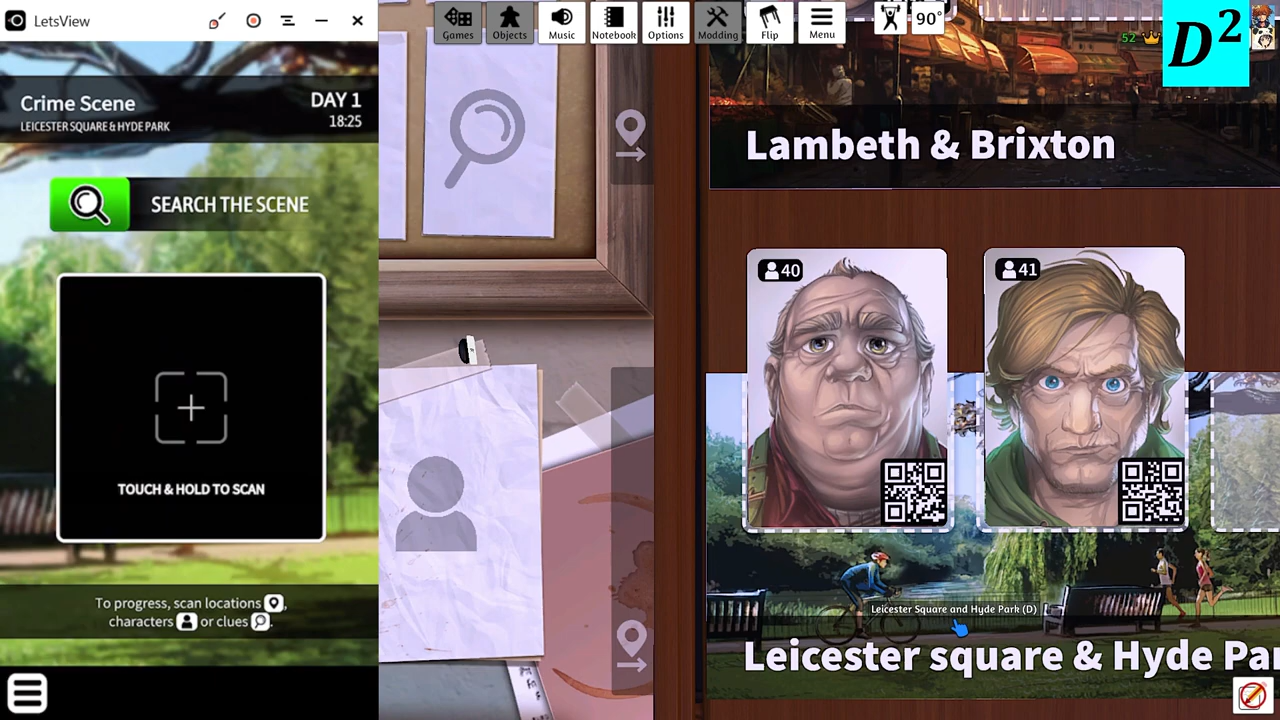 LetsView
Crime Scene
LEICESTER SQUARE & HYDE PARK
DAY 1
18:25
SEARCH THE SCENE
TOUCH & HOLD TO SCAN
To progress, scan locations ,
characters or clues .
Games
Objects
Music
Notebook
Options
Modding
Flip
Menu
90°
52
D²
Lambeth & Brixton
40
41
Leicester Square and Hyde Park (D)
Leicester square & Hyde Par